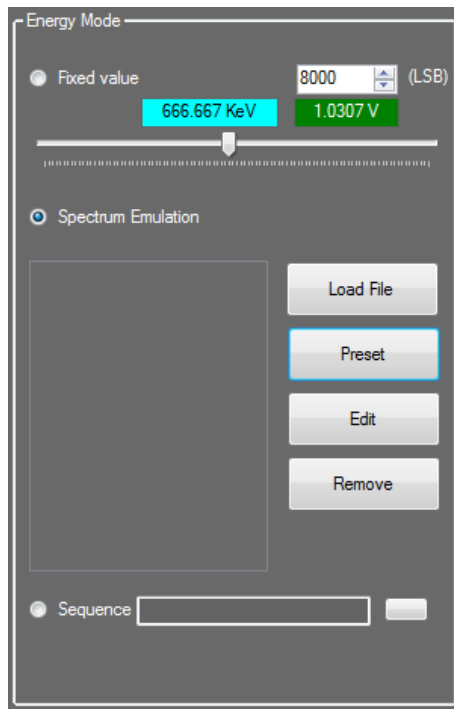 Energy Mode
Fixed value 8000 (LSB)
666.667 KeV 1.0307 V
Spectrum Emulation
Load File
Preset
Edit
Remove
Sequence